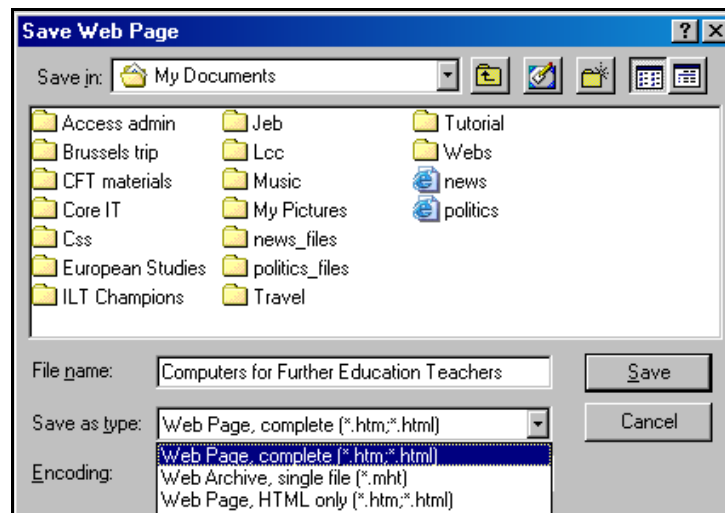 Save Web Page
Save in: My Documents
Access admin Jeb Tutorial
Brussels trip Lcc Webs
CFT materials Music news
Core IT My Pictures politics
Css news_files
European Studies politics_files
ILT Champions Travel
File name: Computers for Further Education Teachers Save
Save as type: Web Page, complete (*.htm;*.html) Cancel
Web Page, complete (*.htm;*.html)
Encoding: Web Archive, single file (*.mht)
Web Page, HTML only (*.htm;*.html)